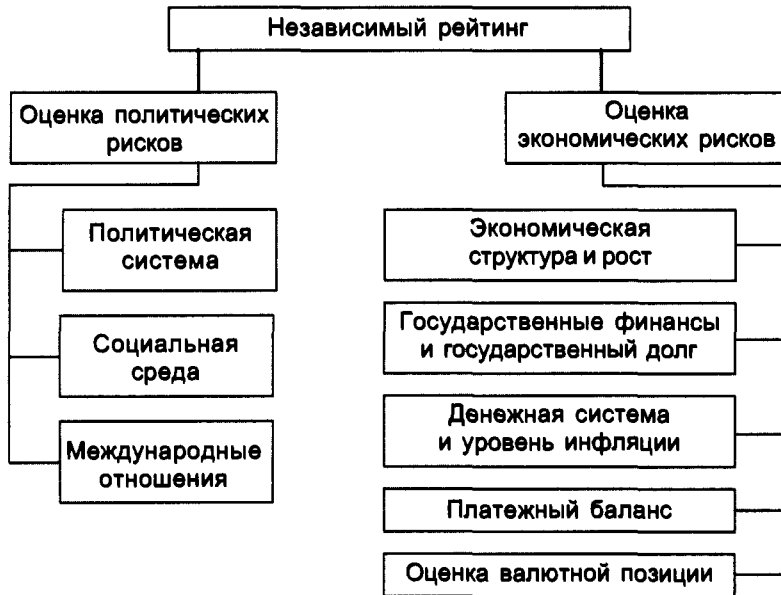 Независимый рейтинг
Оценка политических
рисков
Оценка
экономических рисков
Политическая
система
Социальная
среда
Международные
отношения
Экономическая
структура и рост
Государственные финансы
и государственный долг
Денежная система
и уровень инфляции
Платежный баланс
Оценка валютной позиции